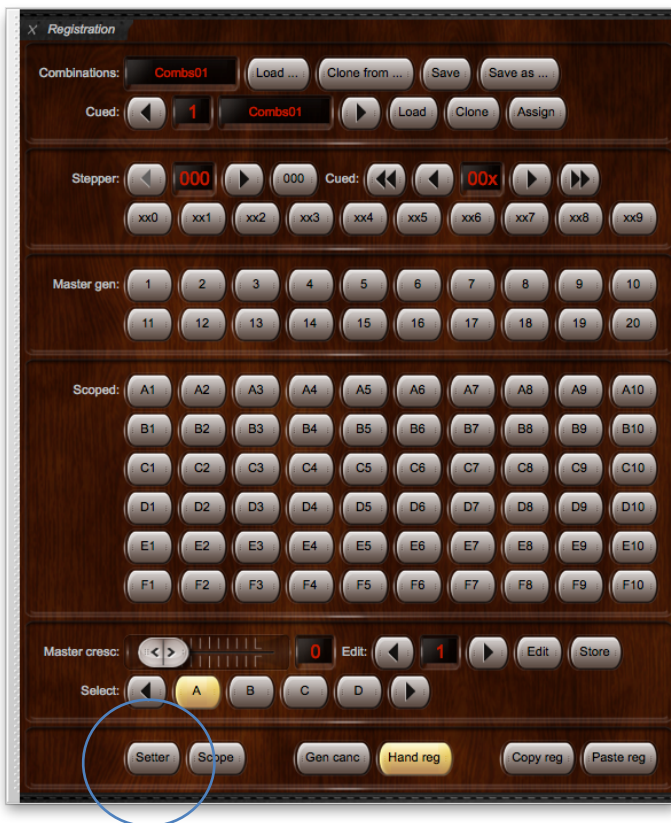 X Registration
Combinations: Combs01 Load ... Clone from ... Save Save as ...
Cued: 1 Combs01 Load Clone Assign
Stepper: 000 000 Cued: 00x
xx0 xx1 xx2 xx3 xx4 xx5 xx6 xx7 xx8 xx9
Master gen: 1 2 3 4 5 6 7 8 9 10
11 12 13 14 15 16 17 18 19 20
Scoped: A1 A2 A3 A4 A5 A6 A7 A8 A9 A10
B1 B2 B3 B4 B5 B6 B7 B8 B9 B10
C1 C2 C3 C4 C5 C6 C7 C8 C9 C10
D1 D2 D3 D4 D5 D6 D7 D8 D9 D10
E1 E2 E3 E4 E5 E6 E7 E8 E9 E10
F1 F2 F3 F4 F5 F6 F7 F8 F9 F10
Master cresc: 0 Edit: 1 Edit Store
Select: A B C D
Setter Scope Gen canc Hand reg Copy reg Paste reg